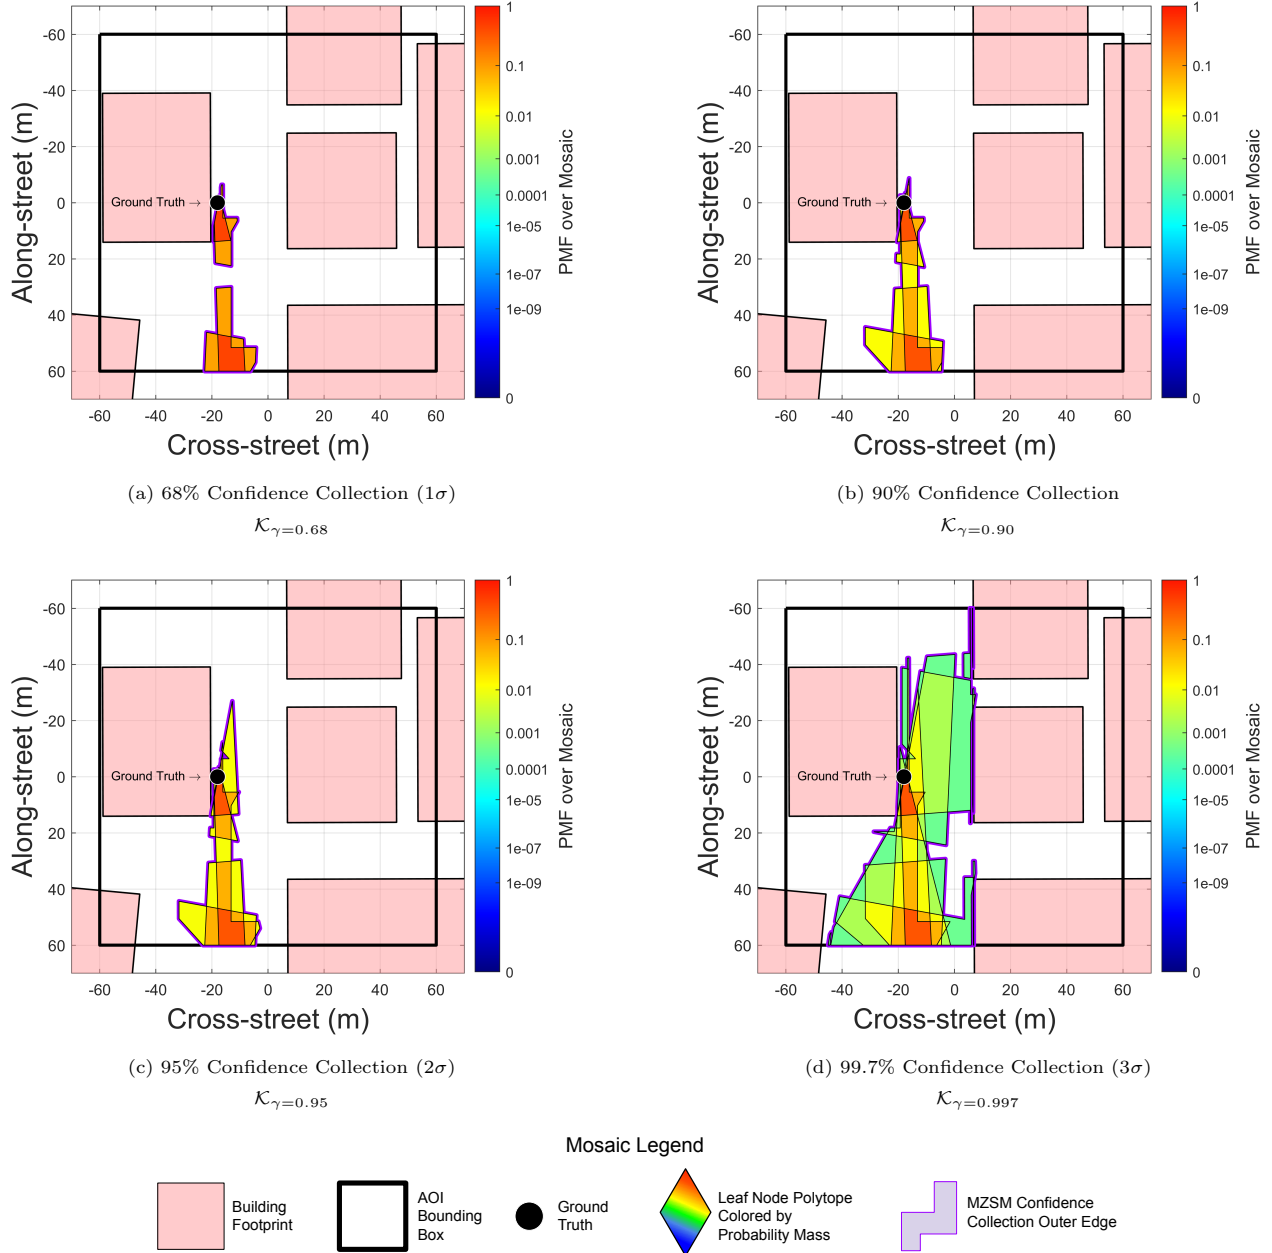 -60
-40
-20
0
20
40
60
-60 -40 -20 0 20 40 60
Along-street (m)
Cross-street (m)
Ground Truth →
1
0.1
0.01
0.001
0.0001
1e-05
1e-07
1e-09
0
PMF over Mosaic
(a) 68% Confidence Collection (1σ)
𝒦γ=0.68
-60
-40
-20
0
20
40
60
-60 -40 -20 0 20 40 60
Along-street (m)
Cross-street (m)
Ground Truth →
1
0.1
0.01
0.001
0.0001
1e-05
1e-07
1e-09
0
PMF over Mosaic
(b) 90% Confidence Collection
𝒦γ=0.90
-60
-40
-20
0
20
40
60
-60 -40 -20 0 20 40 60
Along-street (m)
Cross-street (m)
Ground Truth →
1
0.1
0.01
0.001
0.0001
1e-05
1e-07
1e-09
0
PMF over Mosaic
(c) 95% Confidence Collection (2σ)
𝒦γ=0.95
-60
-40
-20
0
20
40
60
-60 -40 -20 0 20 40 60
Along-street (m)
Cross-street (m)
Ground Truth →
1
0.1
0.01
0.001
0.0001
1e-05
1e-07
1e-09
0
PMF over Mosaic
(d) 99.7% Confidence Collection (3σ)
𝒦γ=0.997
Mosaic Legend
Building
Footprint
AOI
Bounding
Box
Ground
Truth
Leaf Node Polytope
Colored by
Probability Mass
MZSM Confidence
Collection Outer Edge